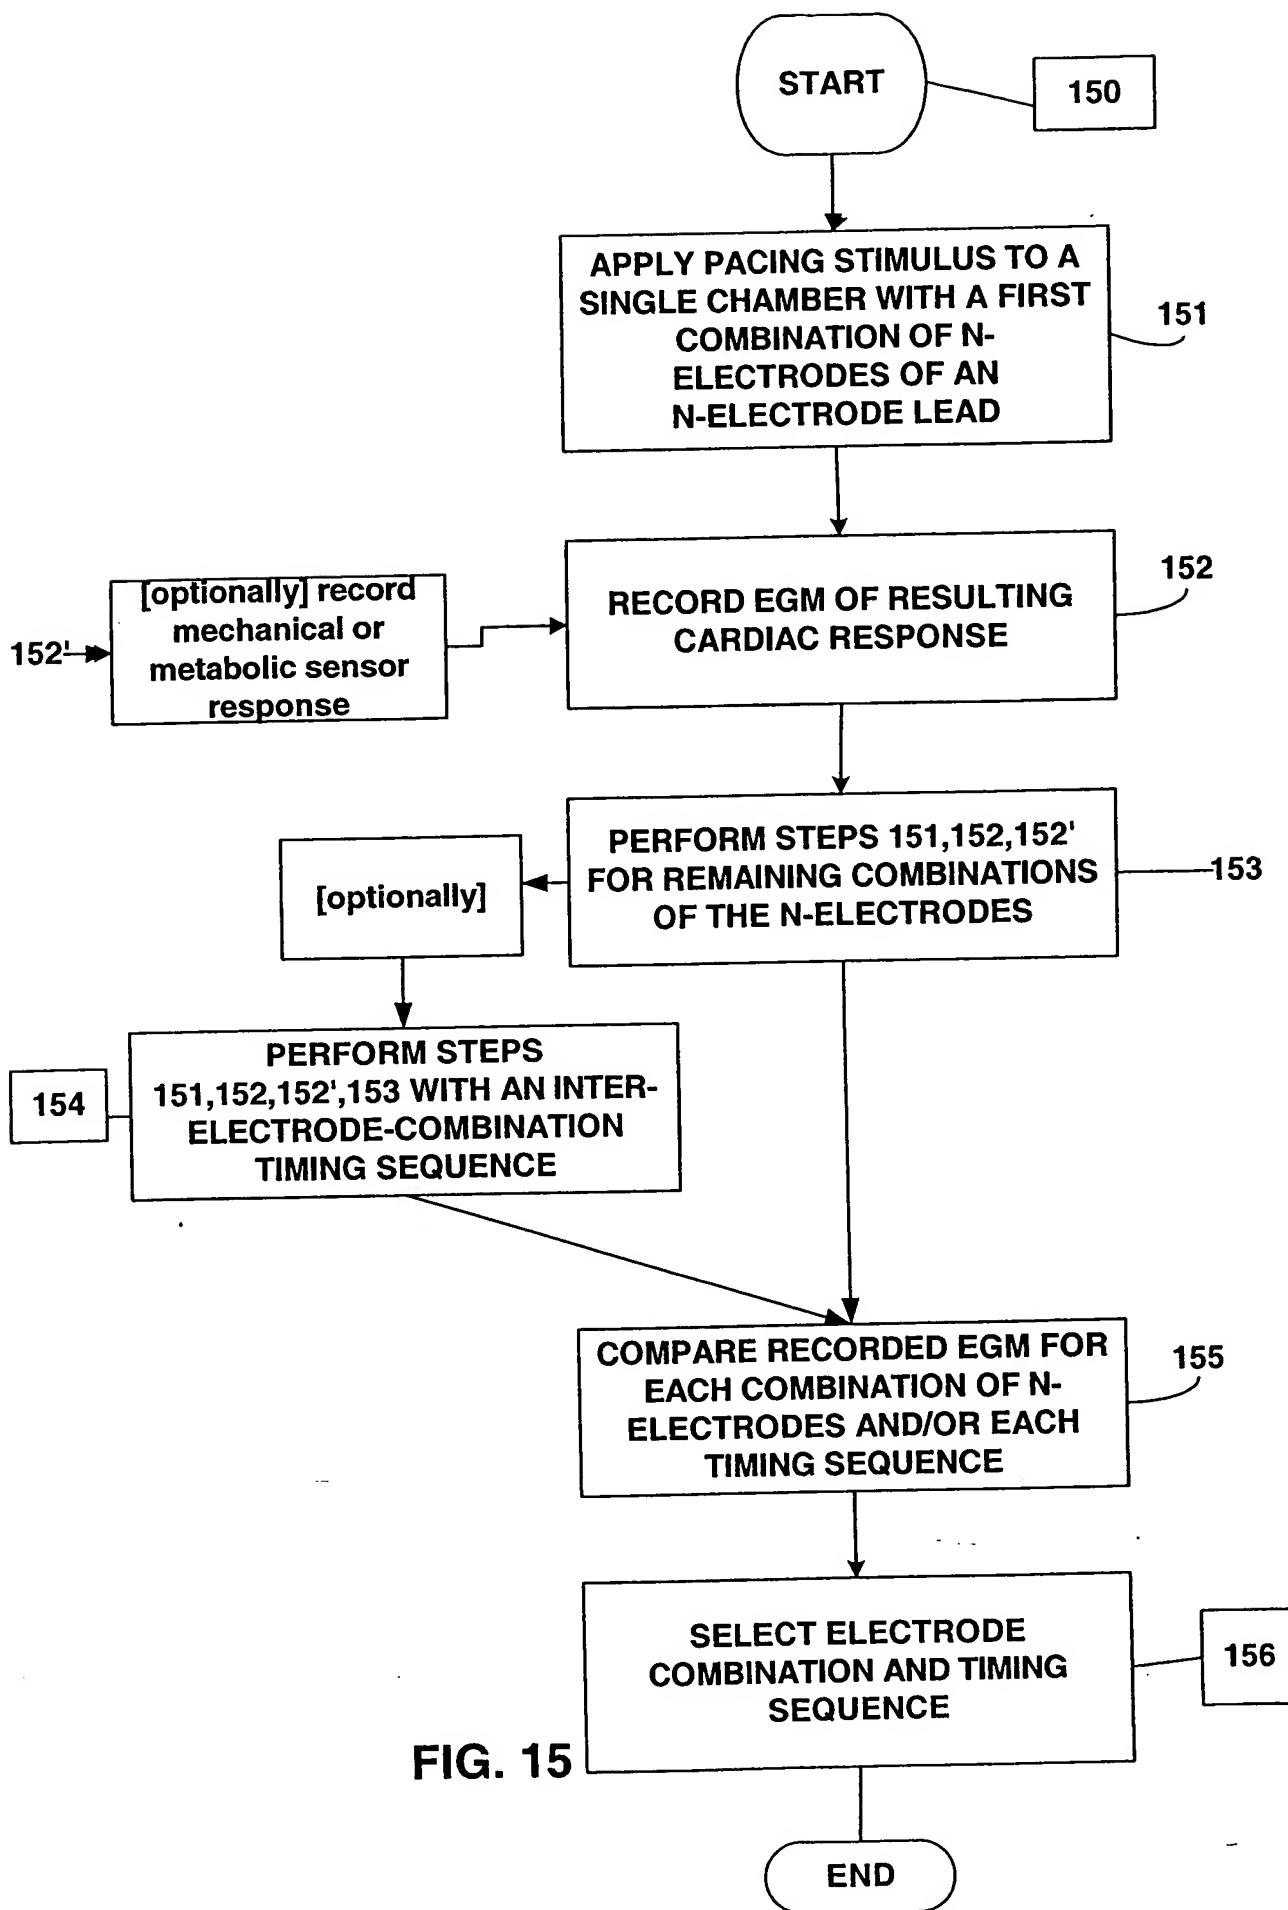 START
150
APPLY PACING STIMULUS TO A
SINGLE CHAMBER WITH A FIRST
COMBINATION OF N-
ELECTRODES OF AN
N-ELECTRODE LEAD
151
RECORD EGM OF RESULTING
CARDIAC RESPONSE
152
[optionally] record
mechanical or
metabolic sensor
response
152'
PERFORM STEPS 151,152,152'
FOR REMAINING COMBINATIONS
OF THE N-ELECTRODES
153
[optionally]
PERFORM STEPS
151,152,152',153 WITH AN INTER-
ELECTRODE-COMBINATION
TIMING SEQUENCE
154
COMPARE RECORDED EGM FOR
EACH COMBINATION OF N-
ELECTRODES AND/OR EACH
TIMING SEQUENCE
155
SELECT ELECTRODE
COMBINATION AND TIMING
SEQUENCE
156
FIG. 15
END